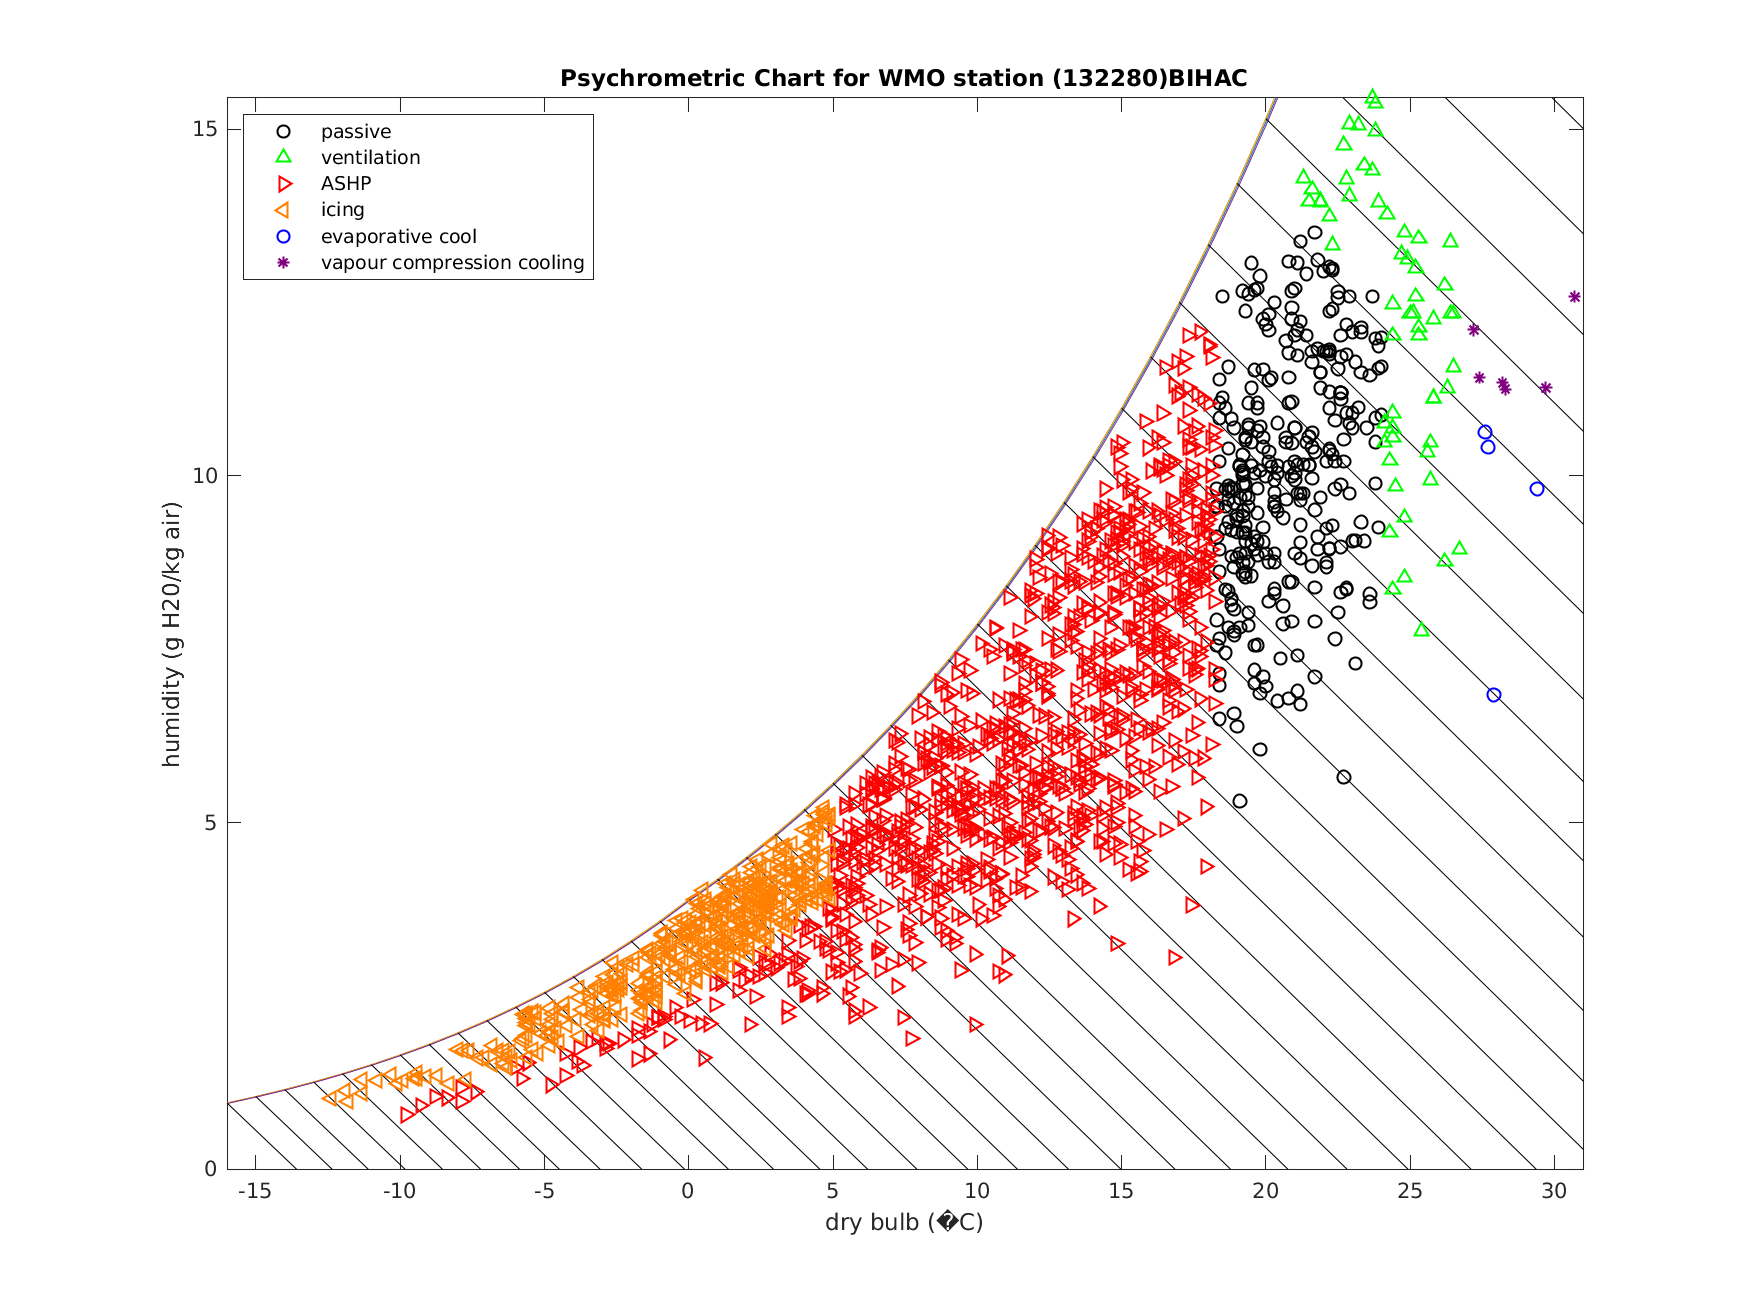 Psychrometric Chart for WMO station (132280)BIHAC
passive
ventilation
ASHP
icing
evaporative cool
vapour compression cooling
humidity (g H20/kg air)
15
10
5
0
-15 -10 -5 0 5 10 15 20 25 30
dry bulb (�C)